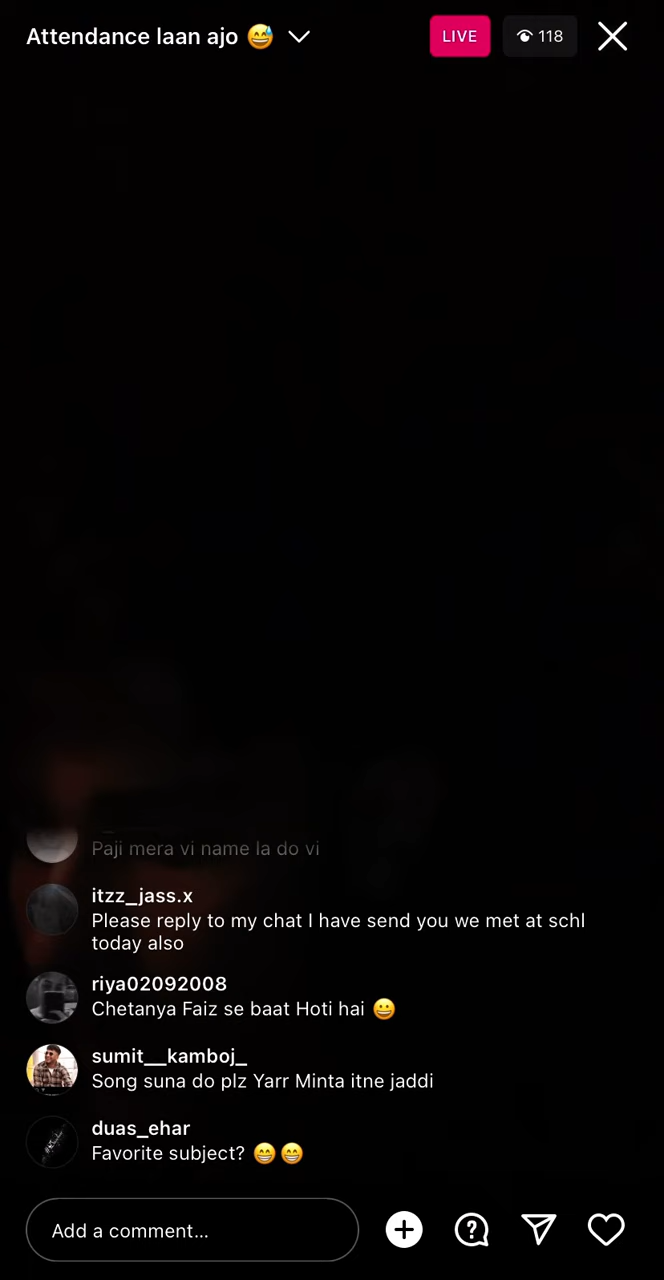 Attendance laan ajo 😅
LIVE
118
Paji mera vi name la do vi
itzz_jass.x
Please reply to my chat I have send you we met at schl
today also
riya02092008
Chetanya Faiz se baat Hoti hai 😀
sumit__kamboj_
Song suna do plz Yarr Minta itne jaddi
duas_ehar
Favorite subject? 😁😁
Add a comment...